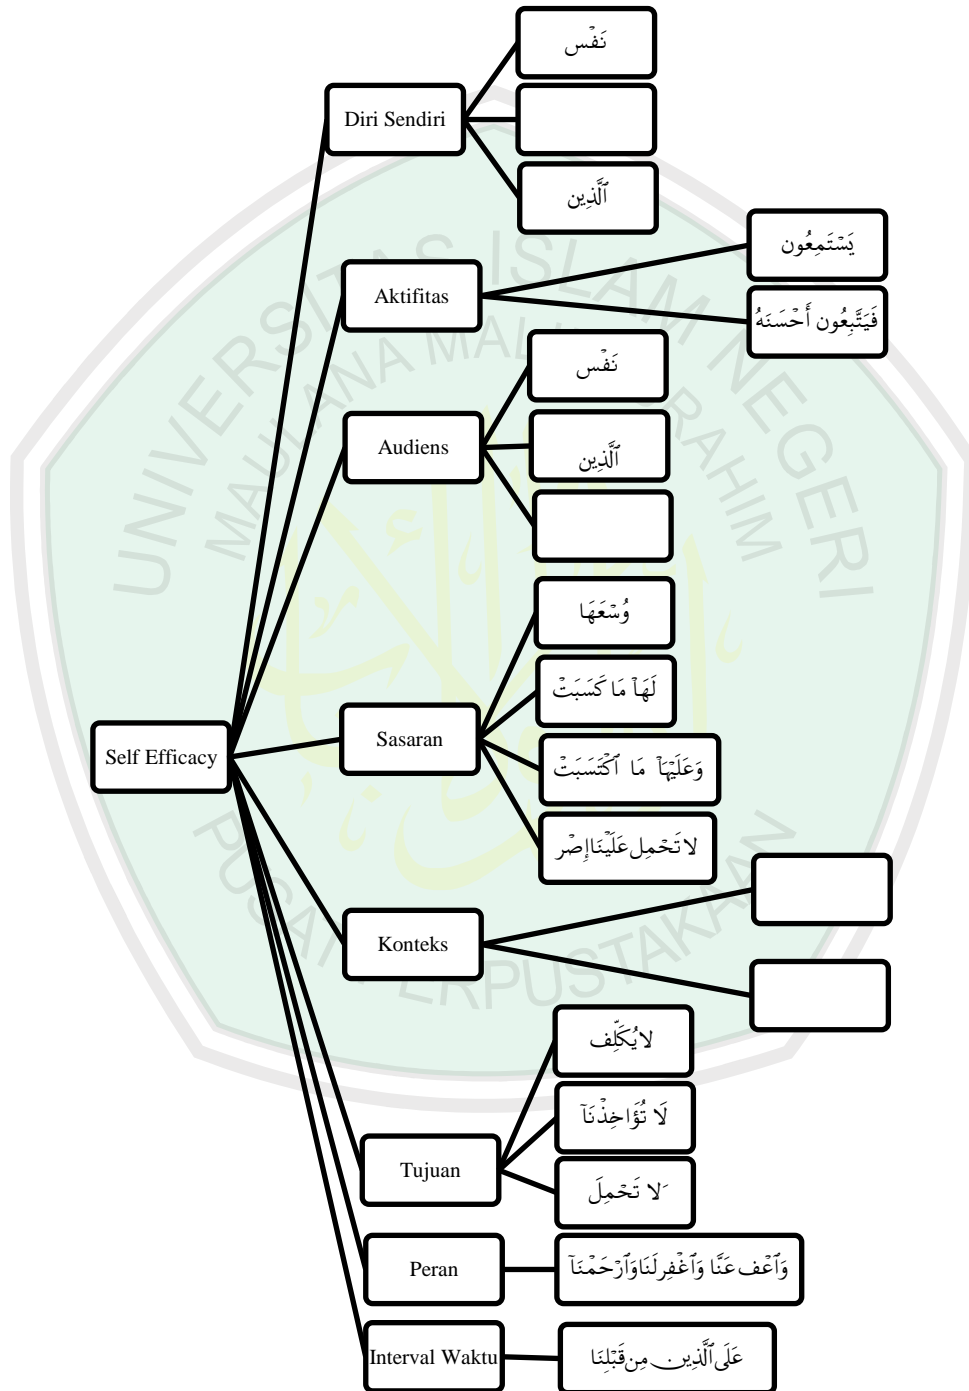 نَفْس
Diri Sendiri
ٱلَّذِين
Aktifitas
يَسْتَمِعُون
فَيَتَّبِعُون أَحْسَنَهُ
Audiens
نَفْس
ٱلَّذِين
Self Efficacy
Sasaran
وُسْعَهَا
لَهَا مَا كَسَبَتْ
وَعَلَيْهَا مَا ٱكْتَسَبَتْ
لا تَحْمِل عَلَيْنَا إِصْر
Konteks
Tujuan
لا يُكَلِّف
لَا تُؤَاخِذْنَآ
َلا تَحْمِلَ
Peran
وَٱعْف عَنَّا وَٱغْفِرلَنَا وَٱرْحَمْنَآ
Interval Waktu
عَلَى ٱلَّذِين مِن قَبْلِنَا
UNIVERSITAS ISLAM NEGERI
MAULANA MALIK IBRAHIM
PUSAT PERPUSTAKAAN